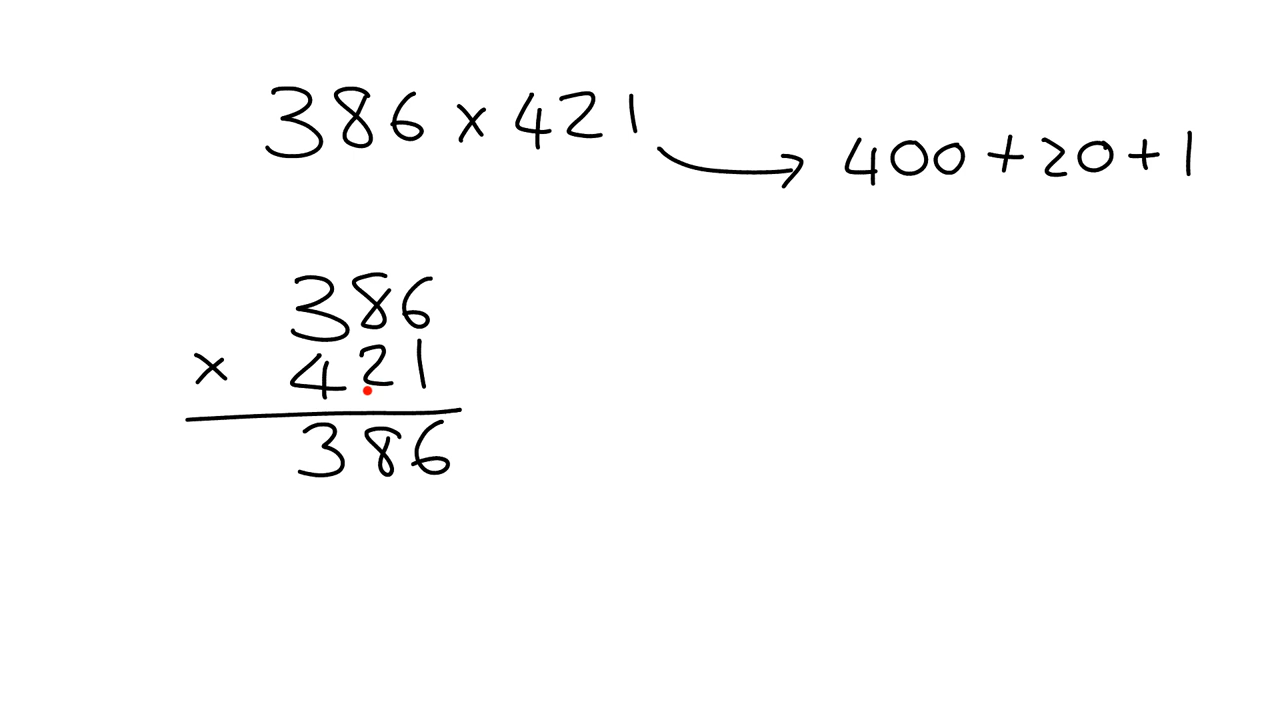 386 × 421
400 + 20 + 1
386
× 421
386